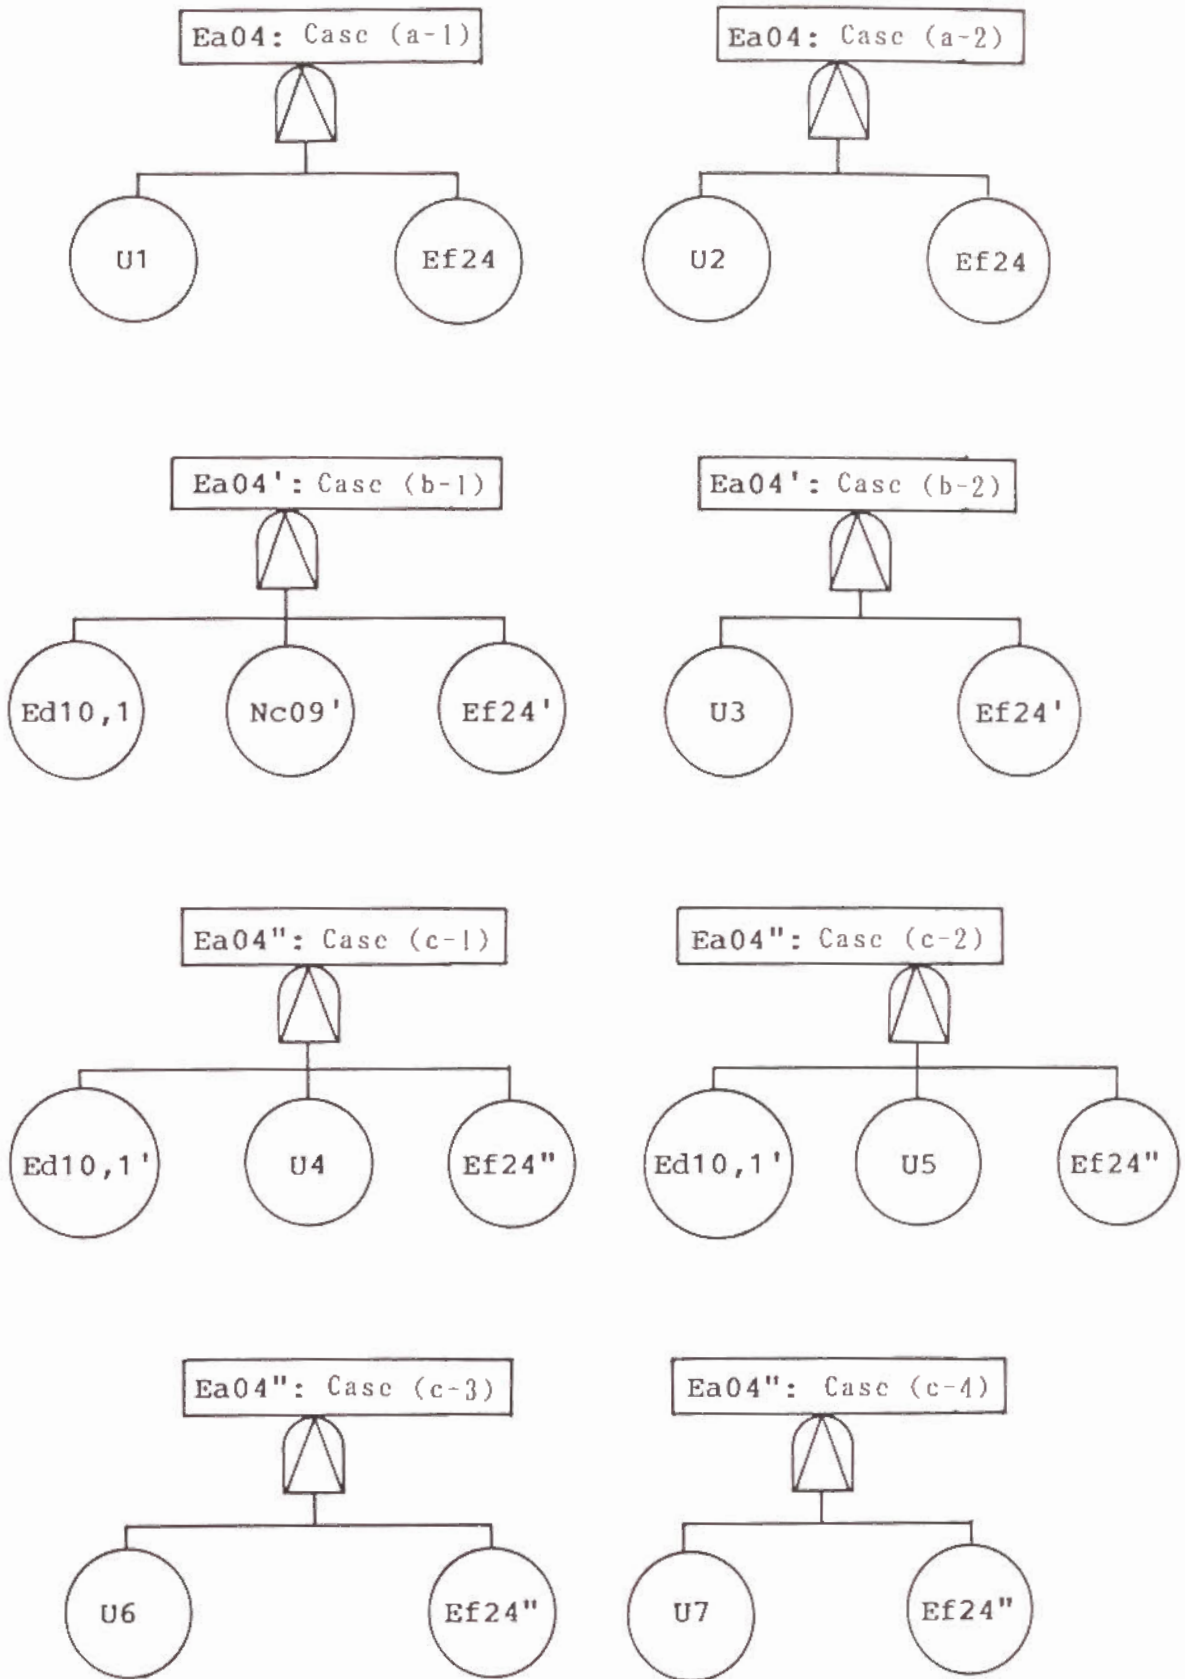 Ea04: Case (a-1)
Ea04: Case (a-2)
U1
Ef24
U2
Ef24
Ea04': Case (b-1)
Ea04': Case (b-2)
Ed10,1
Nc09'
Ef24'
U3
Ef24'
Ea04": Case (c-1)
Ea04": Case (c-2)
Ed10,1'
U4
Ef24"
Ed10,1'
U5
Ef24"
Ea04": Case (c-3)
Ea04": Case (c-4)
U6
Ef24"
U7
Ef24"